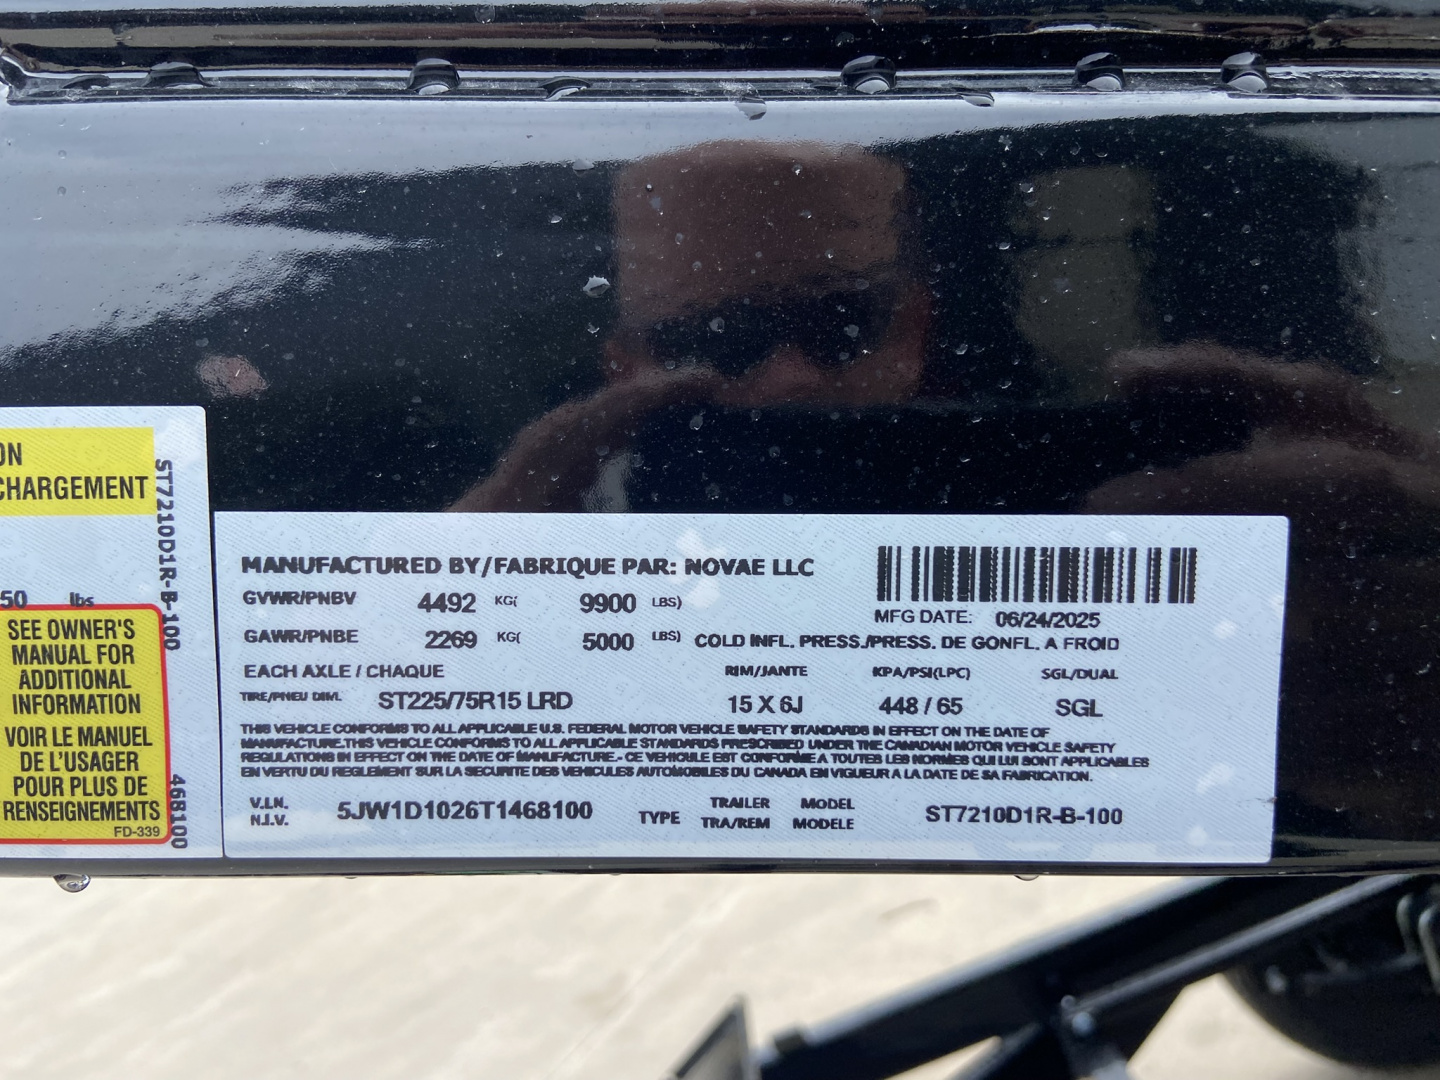 ON
CHARGEMENT
50 lbs
ST7210D1R-B-100
SEE OWNER'S
MANUAL FOR
ADDITIONAL
INFORMATION
VOIR LE MANUEL
DE L'USAGER
POUR PLUS DE
RENSEIGNEMENTS
FD-339
468100
MANUFACTURED BY/FABRIQUE PAR: NOVAE LLC
GVWR/PNBV 4492 KG( 9900 LBS)
MFG DATE: 06/24/2025
GAWR/PNBE 2269 KG( 5000 LBS) COLD INFL. PRESS./PRESS. DE GONFL. A FROID
EACH AXLE / CHAQUE RIM/JANTE KPA/PSI(LPC) SGL/DUAL
TIRE/PNEU DIM. ST225/75R15 LRD 15 X 6J 448 / 65 SGL
THIS VEHICLE CONFORMS TO ALL APPLICABLE U.S. FEDERAL MOTOR VEHICLE SAFETY STANDARDS IN EFFECT ON THE DATE OF
MANUFACTURE.THIS VEHICLE CONFORMS TO ALL APPLICABLE STANDARDS PRESCRIBED UNDER THE CANADIAN MOTOR VEHICLE SAFETY
REGULATIONS IN EFFECT ON THE DATE OF MANUFACTURE.- CE VEHICULE EST CONFORME A TOUTES LES NORMES QUI LUI SONT APPLICABLES
EN VERTU DU REGLEMENT SUR LA SECURITE DES VEHICULES AUTOMOBILES DU CANADA EN VIGUEUR A LA DATE DE SA FABRICATION.
V.I.N. 5JW1D1026T1468100 TYPE TRAILER MODEL ST7210D1R-B-100
N.I.V. TRA/REM MODELE